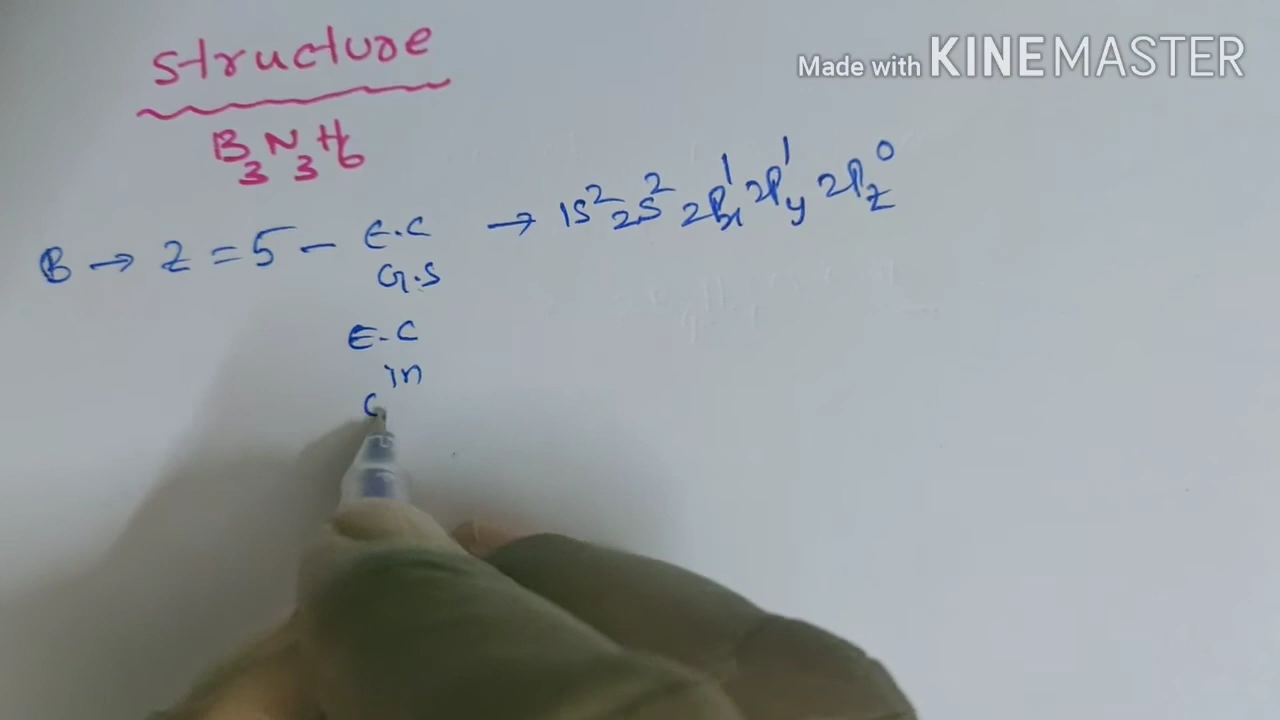 Structure
Made with KINEMASTER
B3N3H6
B → Z = 5 - E.C → 1s² 2s² 2Px¹ 2Py¹ 2Pz⁰
G.S
E.C
in